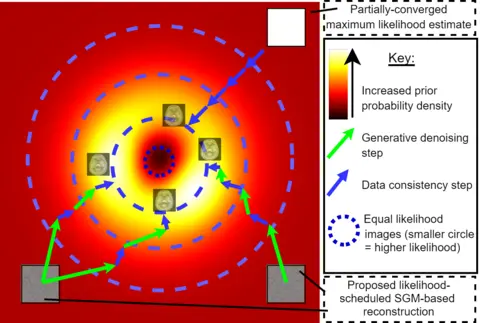 Partially-converged
maximum likelihood estimate
Key:
Increased prior
probability density
Generative denoising
step
Data consistency step
Equal likelihood
images (smaller circle
= higher likelihood)
Proposed likelihood-
scheduled SGM-based
reconstruction